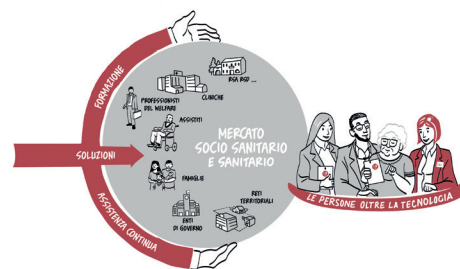 FORMAZIONE
RSA RSD ...
CLINICHE
PROFESSIONISTI
DEL WELFARE
ASSISTITI
MERCATO
SOCIO SANITARIO
E SANITARIO
SOLUZIONI
FAMIGLIE
RETI
TERRITORIALI
ENTI
DI GOVERNO
ASSISTENZA CONTINUA
LE PERSONE OLTRE LA TECNOLOGIA